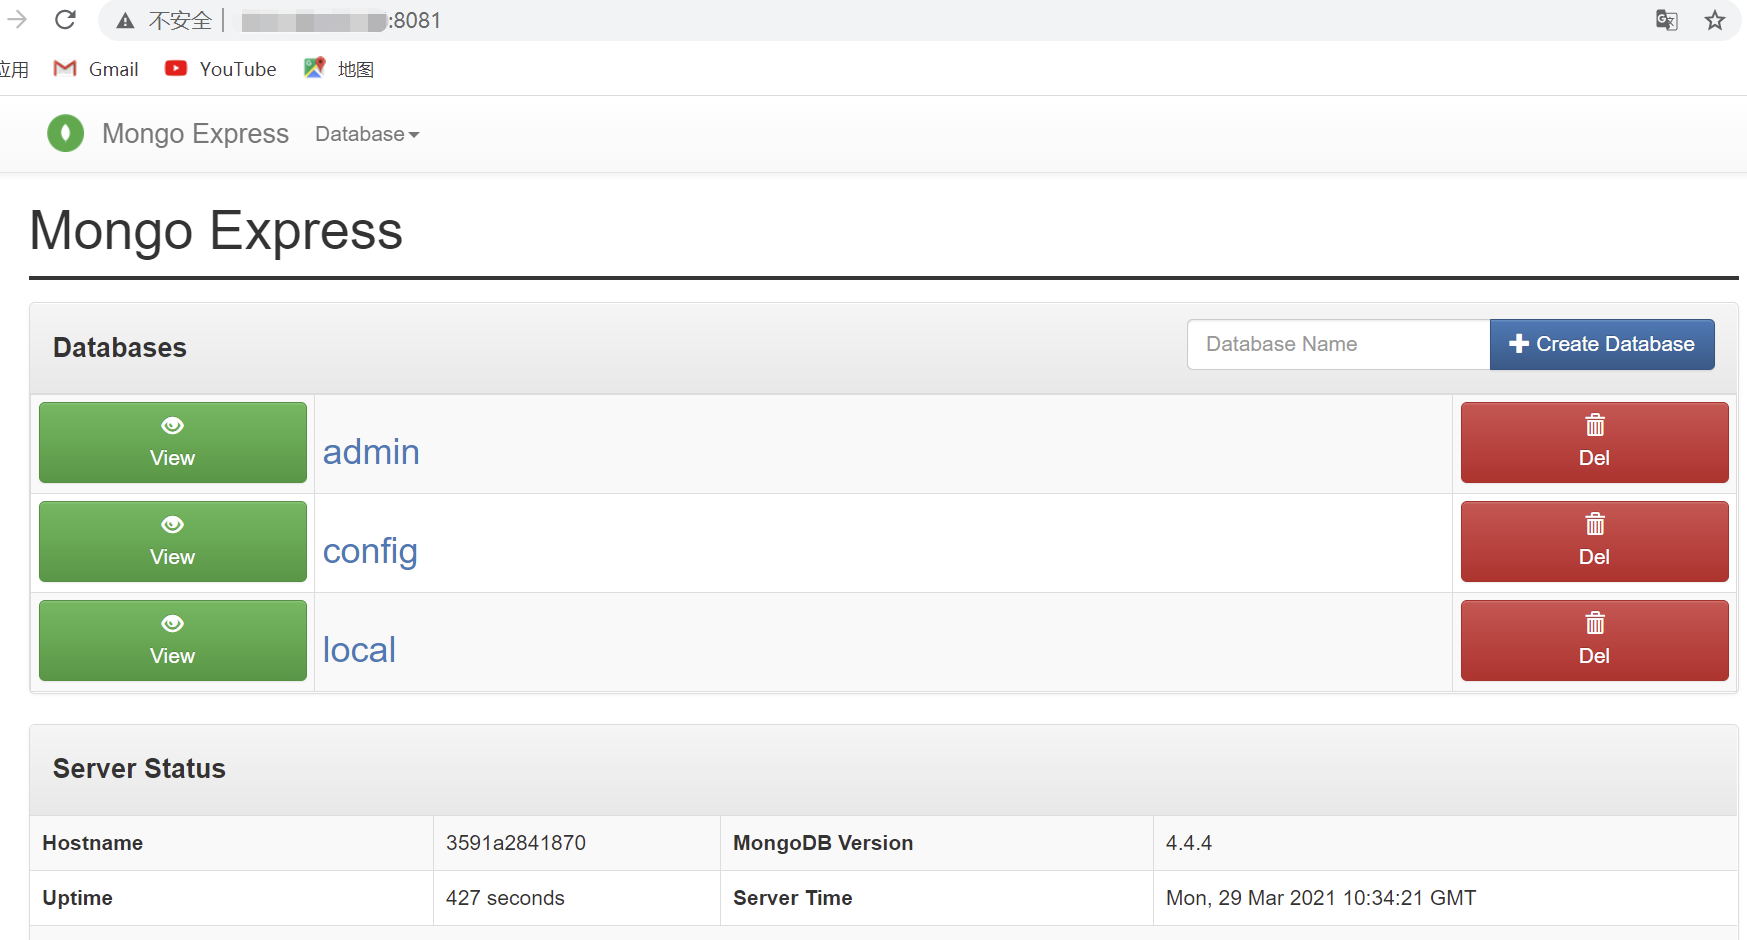 不安全 :8081
应用 Gmail YouTube 地图
Mongo Express Database
Mongo Express
Databases Database Name Create Database
View admin Del
View config Del
View local Del
Server Status
Hostname 3591a2841870 MongoDB Version 4.4.4
Uptime 427 seconds Server Time Mon, 29 Mar 2021 10:34:21 GMT